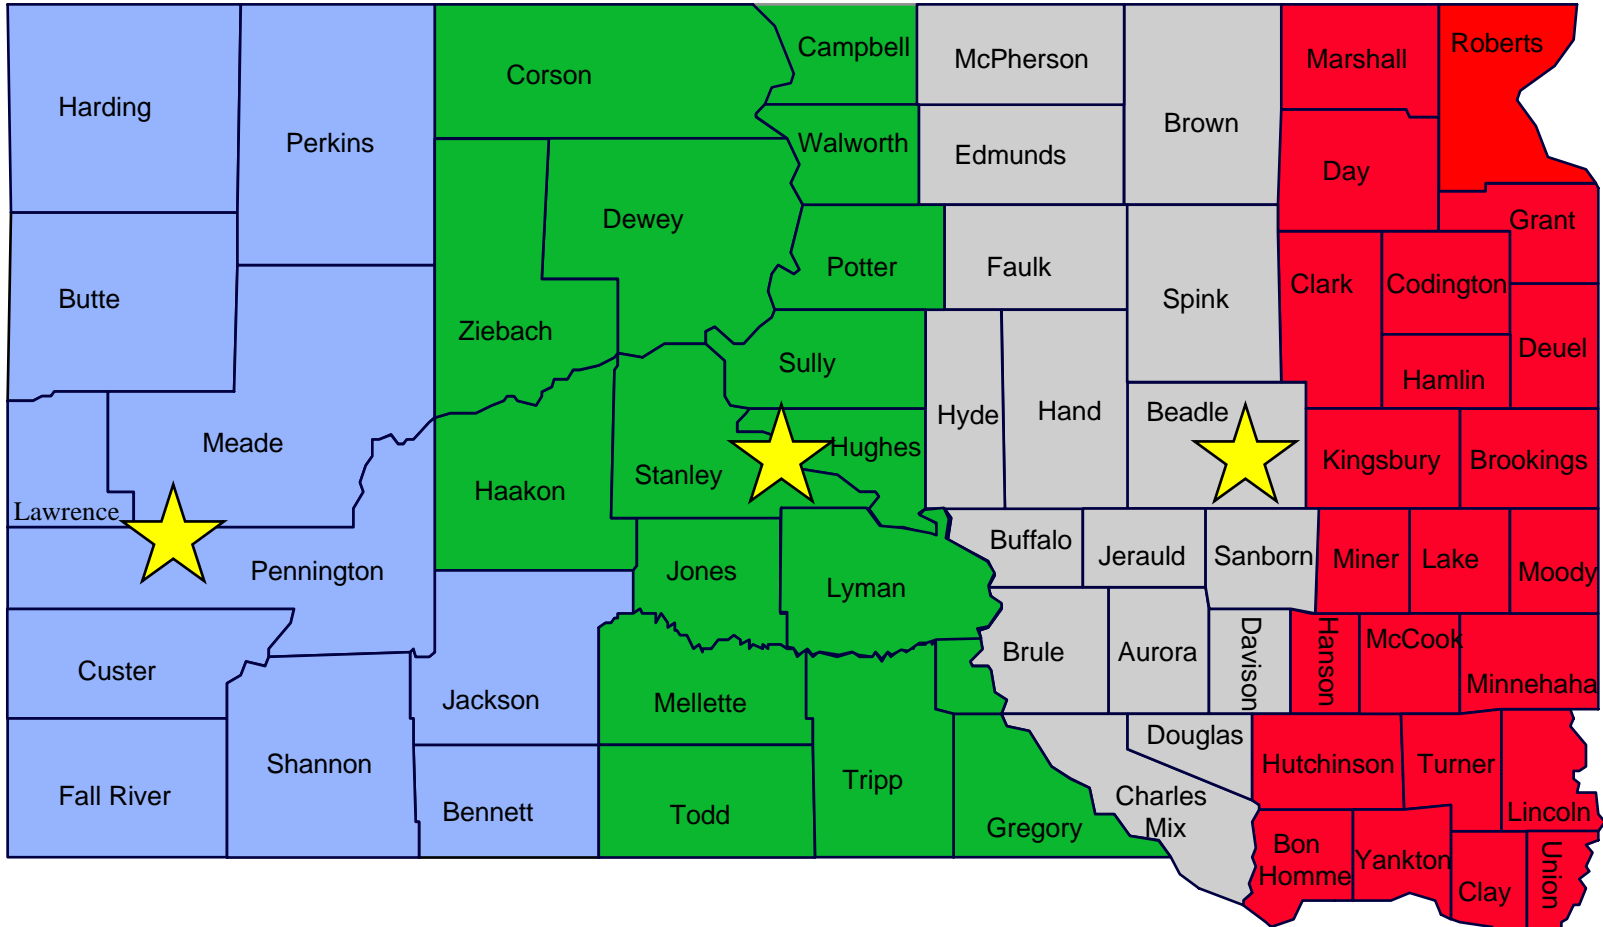 Harding
Perkins
Corson
Campbell
McPherson
Brown
Marshall
Roberts
Walworth
Edmunds
Day
Dewey
Grant
Butte
Ziebach
Potter
Faulk
Spink
Clark
Codington
Deuel
Sully
Hamlin
Meade
Hyde
Hand
Beadle
Hughes
Stanley
Haakon
Kingsbury
Brookings
Lawrence
Pennington
Jones
Lyman
Buffalo
Jerauld
Sanborn
Miner
Lake
Moody
Custer
Jackson
Mellette
Brule
Aurora
Davison
Hanson
McCook
Minnehaha
Fall River
Shannon
Bennett
Todd
Tripp
Gregory
Douglas
Charles
Mix
Hutchinson
Turner
Lincoln
Bon
Homme
Yankton
Clay
Union